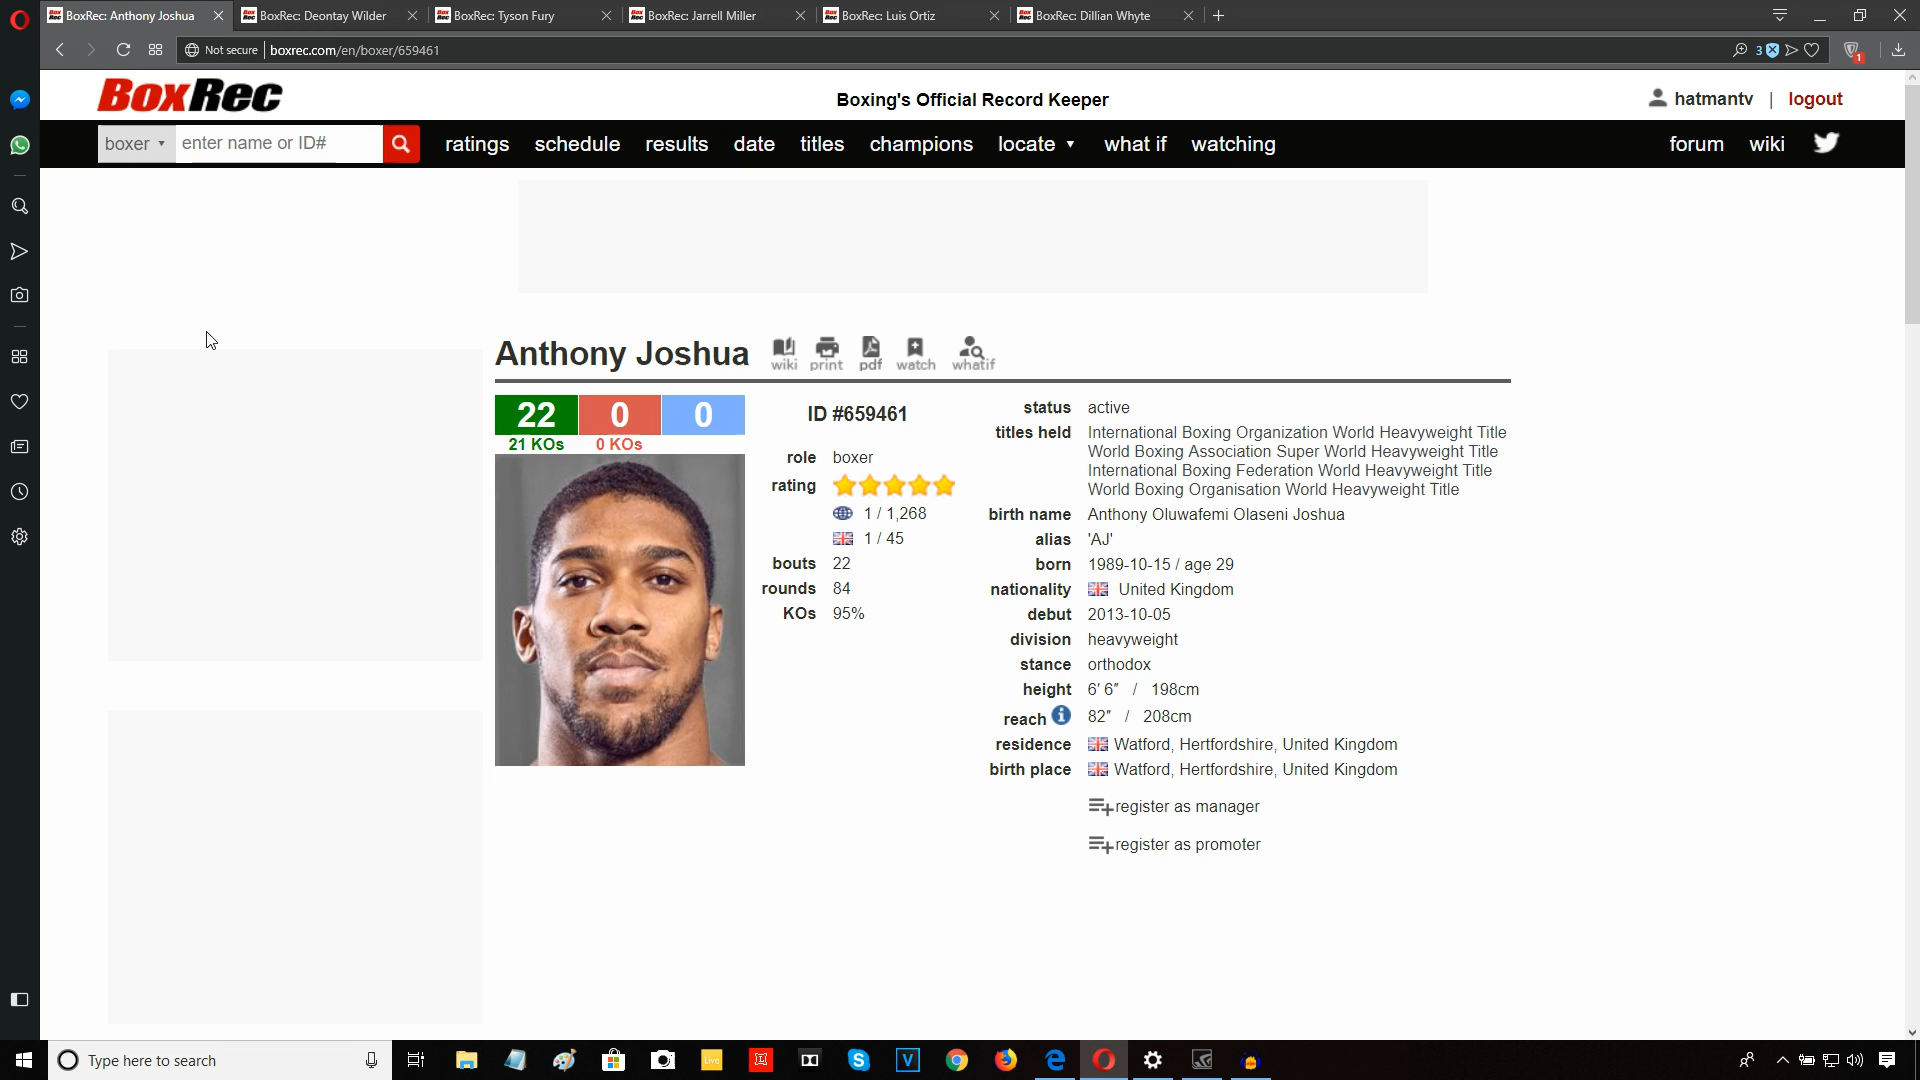 BoxRec: Anthony Joshua
BoxRec: Deontay Wilder
BoxRec: Tyson Fury
BoxRec: Jarrell Miller
BoxRec: Luis Ortiz
BoxRec: Dillian Whyte
Not secure
boxrec.com/en/boxer/659461
3
1
BoxRec
Boxing's Official Record Keeper
hatmantv | logout
boxer
enter name or ID#
ratings
schedule
results
date
titles
champions
locate
what if
watching
forum
wiki
Anthony Joshua
wiki
print
pdf
watch
whatif
22 0 0
21 KOs 0 KOs
ID #659461
role boxer
rating
1 / 1,268
1 / 45
bouts 22
rounds 84
KOs 95%
status active
titles held International Boxing Organization World Heavyweight Title
World Boxing Association Super World Heavyweight Title
International Boxing Federation World Heavyweight Title
World Boxing Organisation World Heavyweight Title
birth name Anthony Oluwafemi Olaseni Joshua
alias 'AJ'
born 1989-10-15 / age 29
nationality United Kingdom
debut 2013-10-05
division heavyweight
stance orthodox
height 6′ 6″ / 198cm
reach 82″ / 208cm
residence Watford, Hertfordshire, United Kingdom
birth place Watford, Hertfordshire, United Kingdom
register as manager
register as promoter
Type here to search